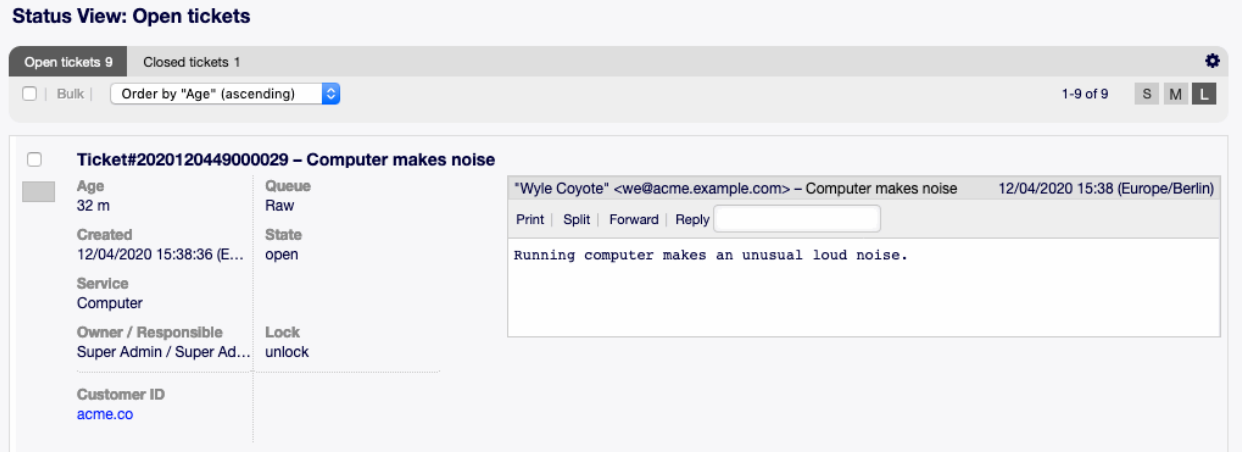 Status View: Open tickets
Open tickets 9 Closed tickets 1
Bulk | Order by "Age" (ascending) 1-9 of 9 S M L
Ticket#2020120449000029 – Computer makes noise
Age Queue
32 m Raw
Created State
12/04/2020 15:38:36 (E... open
Service
Computer
Owner / Responsible Lock
Super Admin / Super Ad... unlock
Customer ID
acme.co
"Wyle Coyote" <we@acme.example.com> – Computer makes noise 12/04/2020 15:38 (Europe/Berlin)
Print | Split | Forward | Reply
Running computer makes an unusual loud noise.